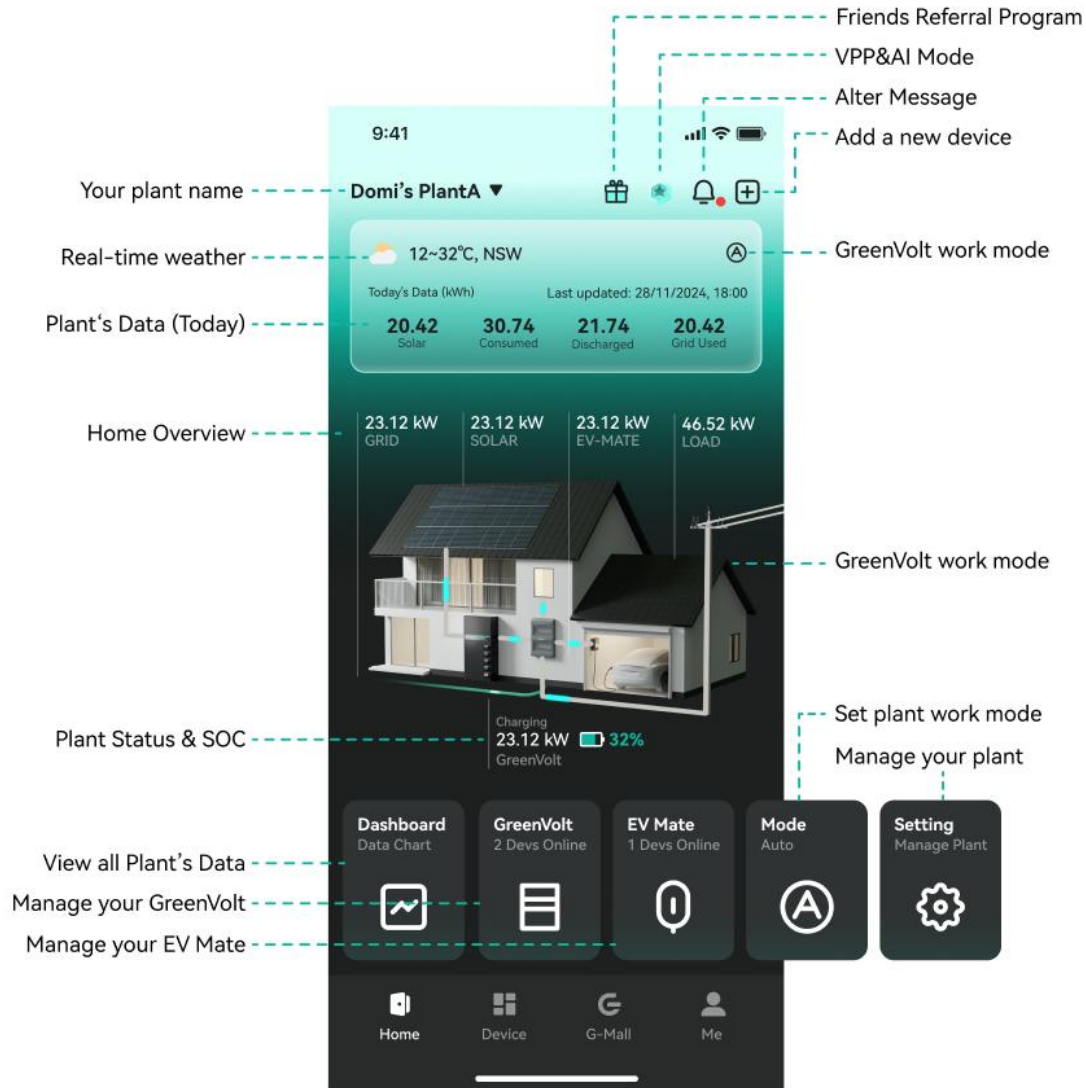 Friends Referral Program
VPP&AI Mode
Alter Message
Add a new device
9:41
Your plant name
Domi's PlantA ▼
Real-time weather
12~32℃, NSW
GreenVolt work mode
Today's Data (kWh)
Last updated: 28/11/2024, 18:00
Plant‘s Data (Today)
20.42
30.74
21.74
20.42
Solar
Consumed
Discharged
Grid Used
Home Overview
23.12 kW
23.12 kW
23.12 kW
46.52 kW
GRID
SOLAR
EV-MATE
LOAD
GreenVolt work mode
Plant Status & SOC
Charging
23.12 kW
32%
GreenVolt
Set plant work mode
Manage your plant
Dashboard
Data Chart
GreenVolt
2 Devs Online
EV Mate
1 Devs Online
Mode
Auto
Setting
Manage Plant
View all Plant's Data
Manage your GreenVolt
Manage your EV Mate
Home
Device
G-Mall
Me